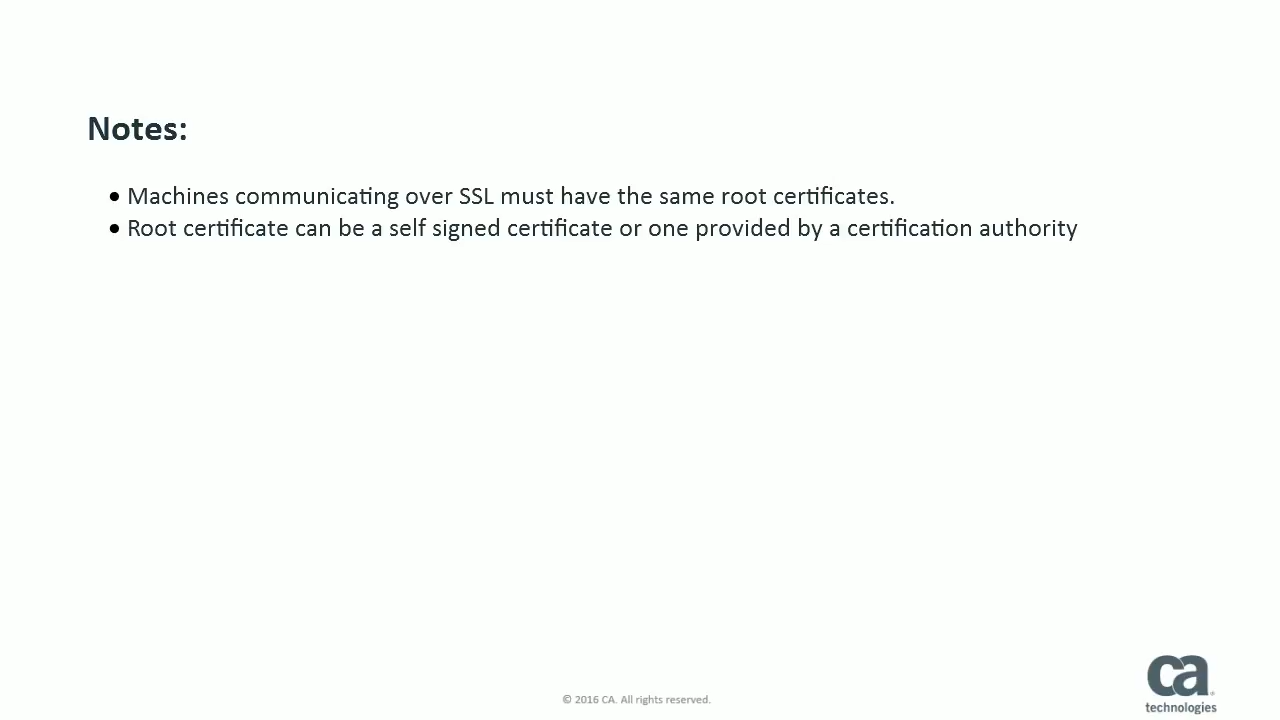 Notes:
• Machines communicating over SSL must have the same root certificates.
• Root certificate can be a self signed certificate or one provided by a certification authority
© 2016 CA. All rights reserved.
ca
technologies